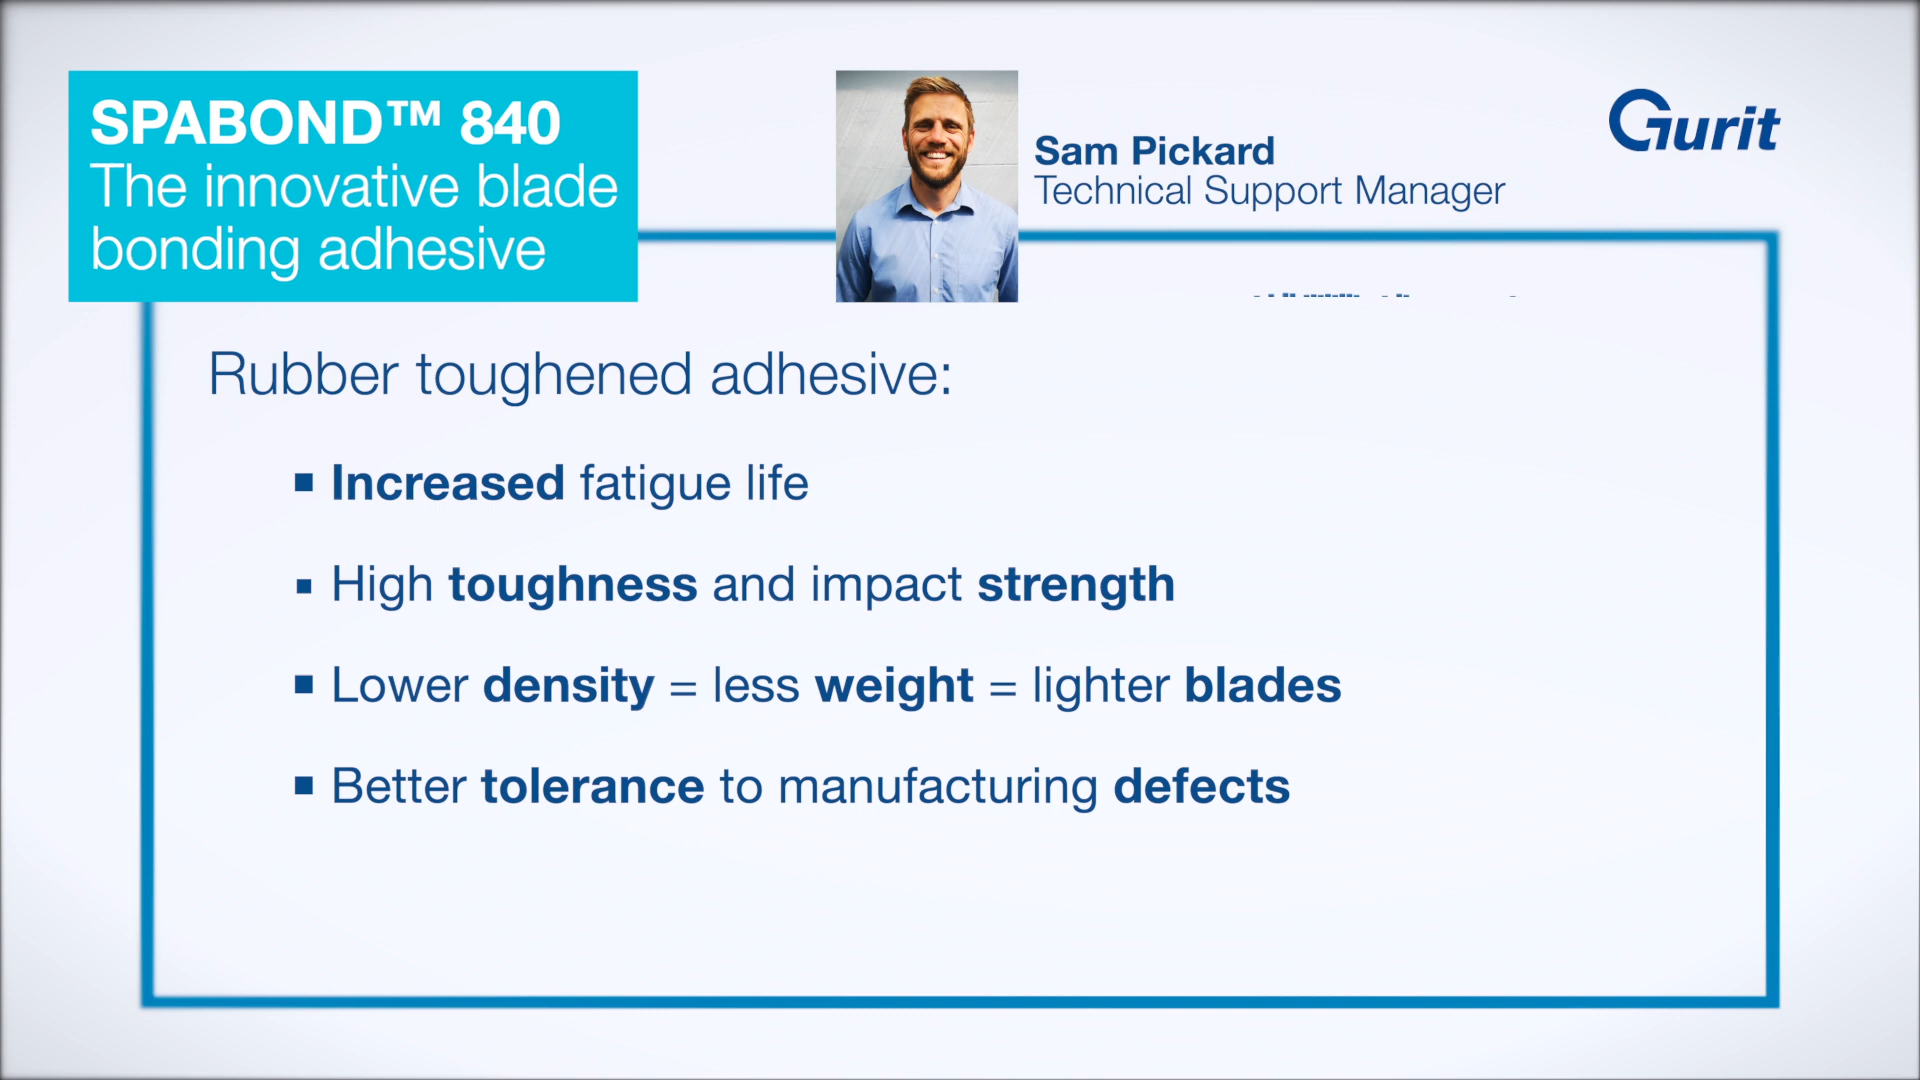 SPABOND™ 840
The innovative blade
bonding adhesive
Sam Pickard
Technical Support Manager
Gurit
Rubber toughened adhesive:
▪ Increased fatigue life
▪ High toughness and impact strength
▪ Lower density = less weight = lighter blades
▪ Better tolerance to manufacturing defects